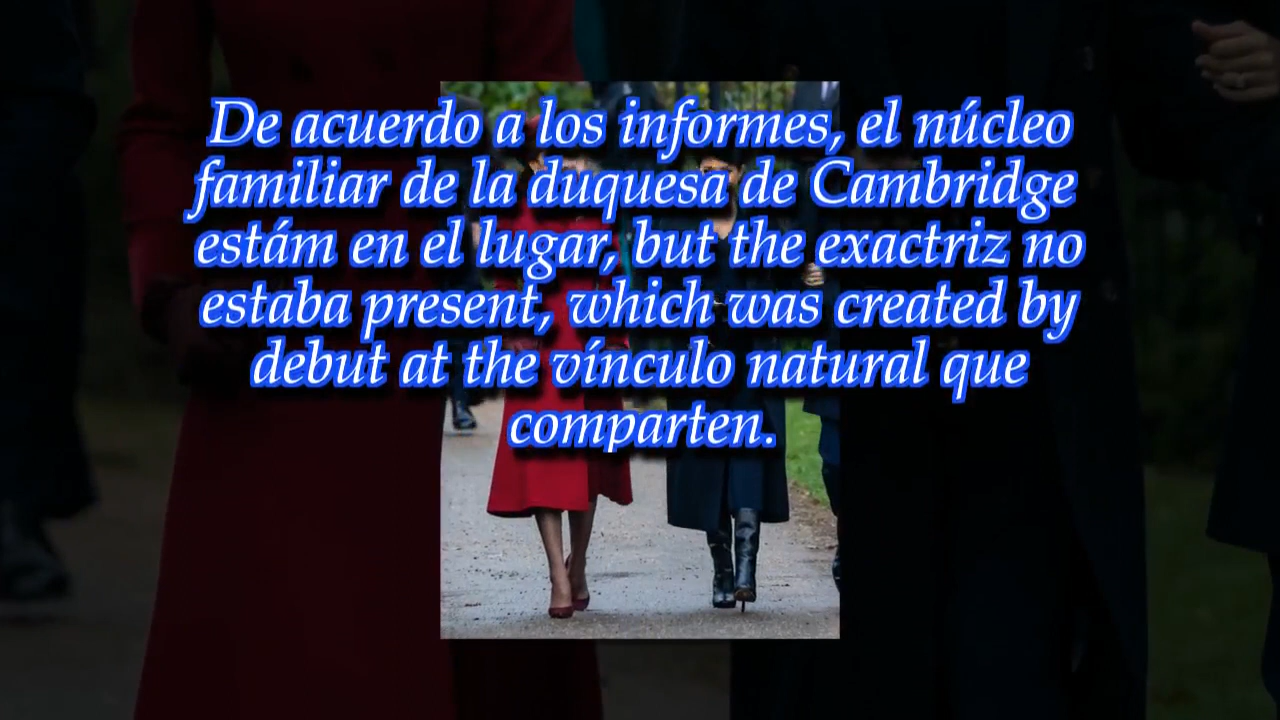 De acuerdo a los informes, el núcleo
familiar de la duquesa de Cambridge
estám en el lugar, but the exactriz no
estaba present, which was created by
debut at the vínculo natural que
comparten.